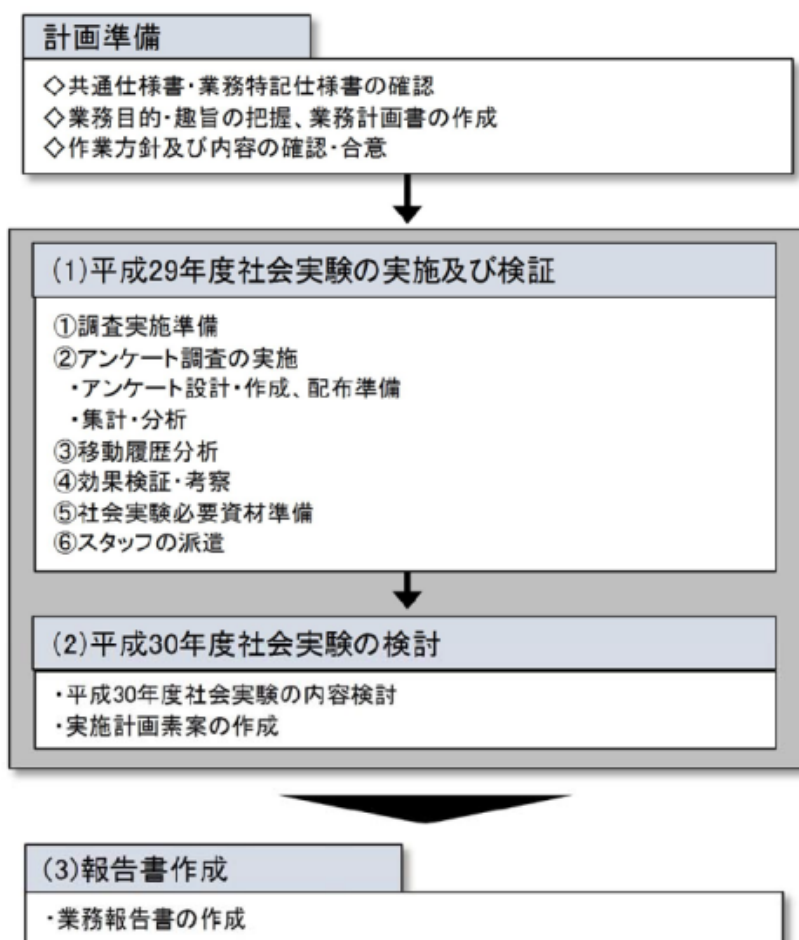 計画準備
◇共通仕様書・業務特記仕様書の確認
◇業務目的・趣旨の把握、業務計画書の作成
◇作業方針及び内容の確認・合意
(1)平成29年度社会実験の実施及び検証
①調査実施準備
②アンケート調査の実施
・アンケート設計・作成、配布準備
・集計・分析
③移動履歴分析
④効果検証・考察
⑤社会実験必要資材準備
⑥スタッフの派遣
(2)平成30年度社会実験の検討
・平成30年度社会実験の内容検討
・実施計画素案の作成
(3)報告書作成
・業務報告書の作成